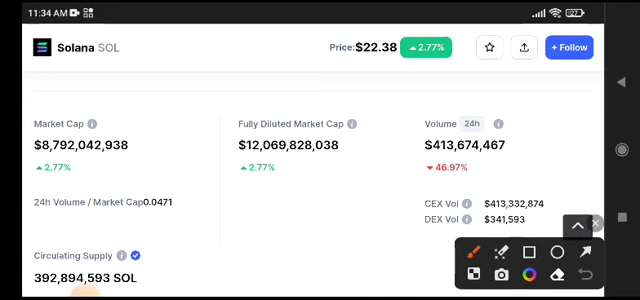 11:34 AM
27
Solana SOL
Price:$22.38 2.77%
+ Follow
Market Cap
$8,792,042,938
2.77%
24h Volume / Market Cap0.0471
Fully Diluted Market Cap
$12,069,828,038
2.77%
Volume 24h
$413,674,467
46.97%
CEX Vol $413,332,874
DEX Vol $341,593
Circulating Supply
392,894,593 SOL